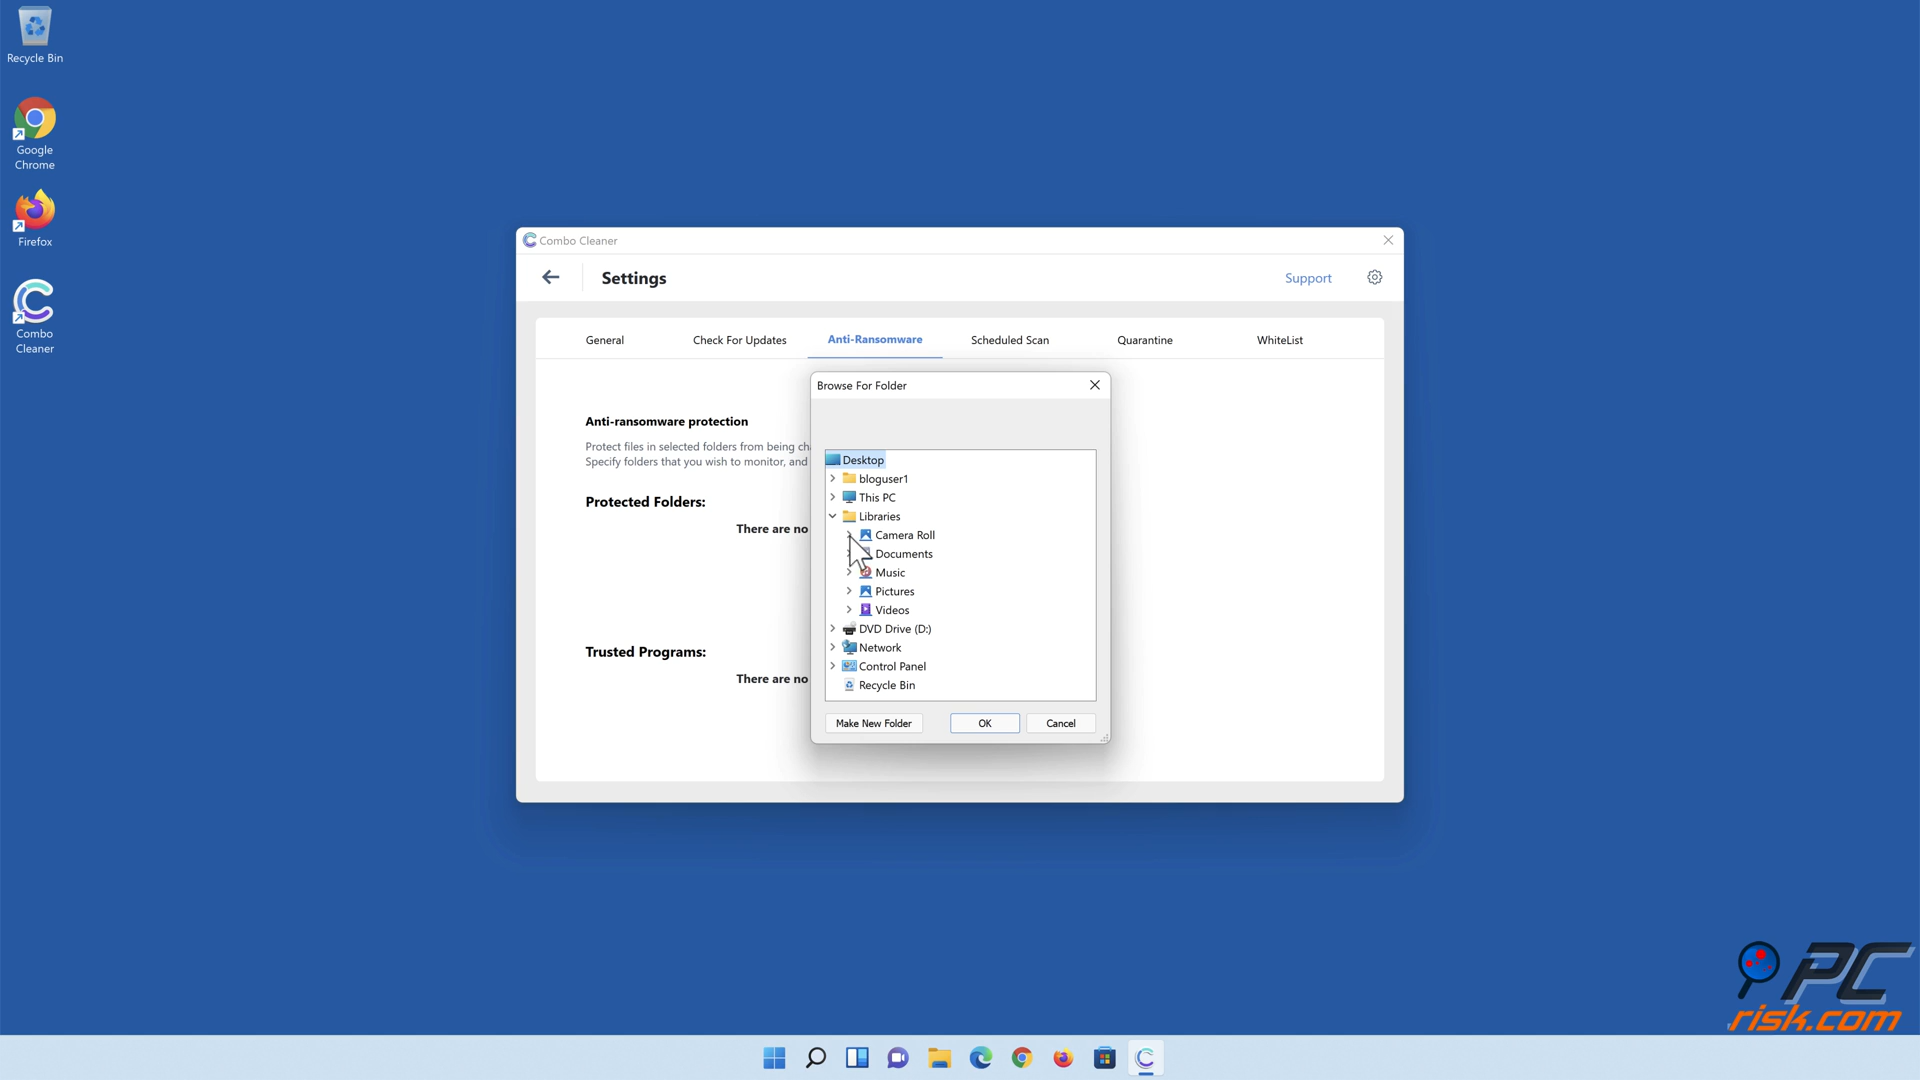 Recycle Bin
Google
Chrome
Firefox
Combo
Cleaner
Combo Cleaner
Settings
Support
General
Check For Updates
Anti-Ransomware
Scheduled Scan
Quarantine
WhiteList
Anti-ransomware protection
Protect files in selected folders from being
Specify folders that you wish to monitor, and
Protected Folders:
There are no
Trusted Programs:
There are no
Browse For Folder
Desktop
bloguser1
This PC
Libraries
Camera Roll
Documents
Music
Pictures
Videos
DVD Drive (D:)
Network
Control Panel
Recycle Bin
Make New Folder
OK
Cancel
PC
risk.com